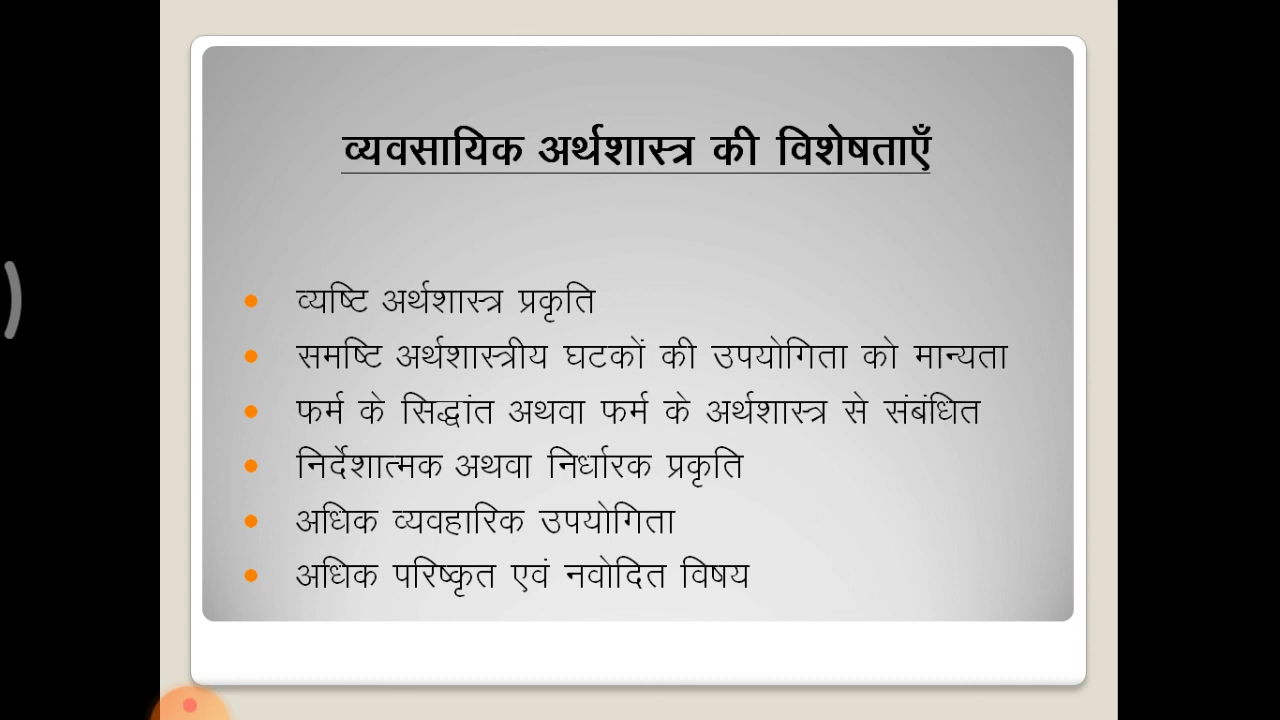 व्यवसायिक अर्थशास्त्र की विशेषताएँ
व्यष्टि अर्थशास्त्र प्रकृति
समष्टि अर्थशास्त्रीय घटकों की उपयोगिता को मान्यता
फर्म के सिद्धांत अथवा फर्म के अर्थशास्त्र से संबंधित
निर्देशात्मक अथवा निर्धारक प्रकृति
अधिक व्यवहारिक उपयोगिता
अधिक परिष्कृत एवं नवोदित विषय